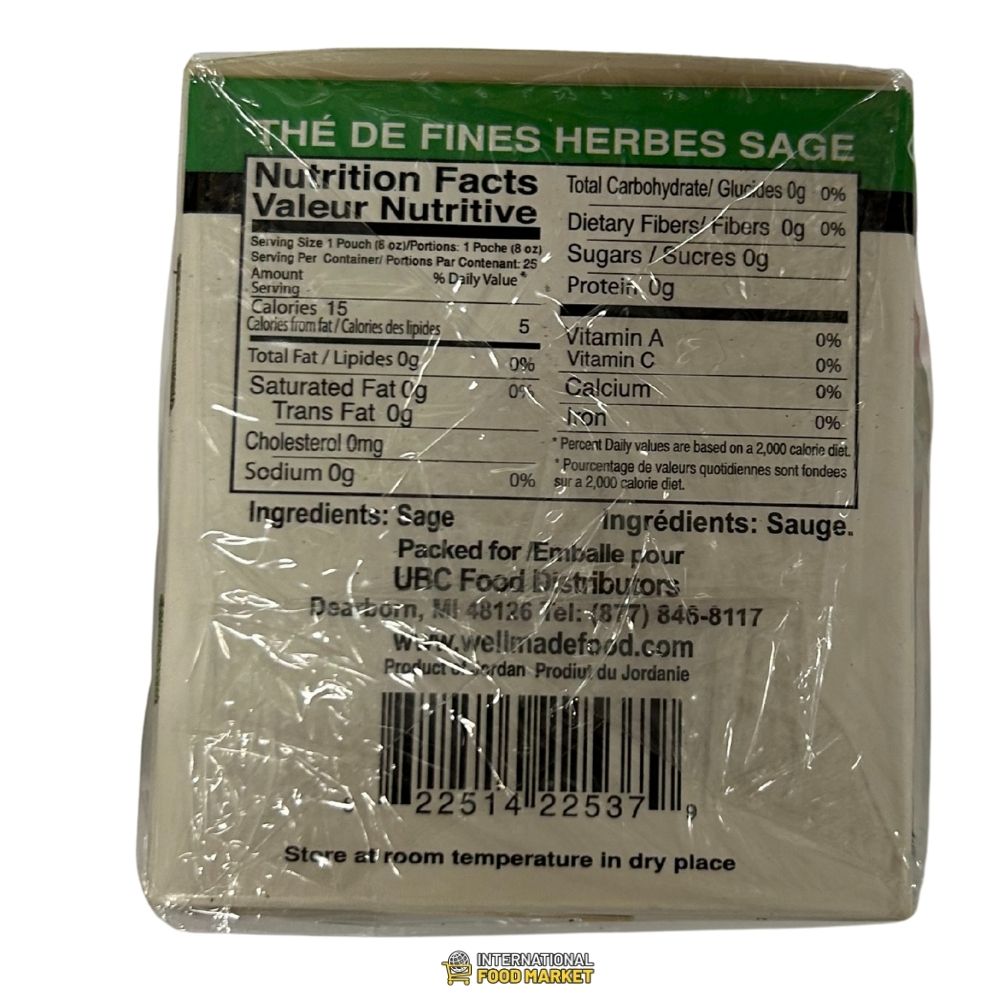 THÉ DE FINES HERBES SAGE
Nutrition Facts
Valeur Nutritive
Serving Size 1 Pouch (8 oz)/Portions: 1 Poche (8 oz)
Serving Per Container/ Portions Par Contenant: 25
Amount
Serving
% Daily Value*
Calories 15
Calories from fat / Calories des lipides 5
Total Fat / Lipides 0g 0%
Saturated Fat 0g 0%
Trans Fat 0g
Cholesterol 0mg
Sodium 0g 0%
Total Carbohydrate/ Glucides 0g 0%
Dietary Fibers/ Fibers 0g 0%
Sugars / Sucres 0g
Protein 0g
Vitamin A 0%
Vitamin C 0%
Calcium 0%
Iron 0%
* Percent Daily values are based on a 2,000 calorie diet.
* Pourcentage de valeurs quotidiennes sont fondees
sur a 2,000 calorie diet.
Ingredients: Sage
Ingrédients: Sauge.
Packed for /Emballe pour
UBC Food Distributors
Dearborn, MI 48126 Tel: (877) 846-8117
www.wellmadefood.com
Product of Jordan Prodiut du Jordanie
22514 22537 9
Store at room temperature in dry place
INTERNATIONAL
FOOD MARKET